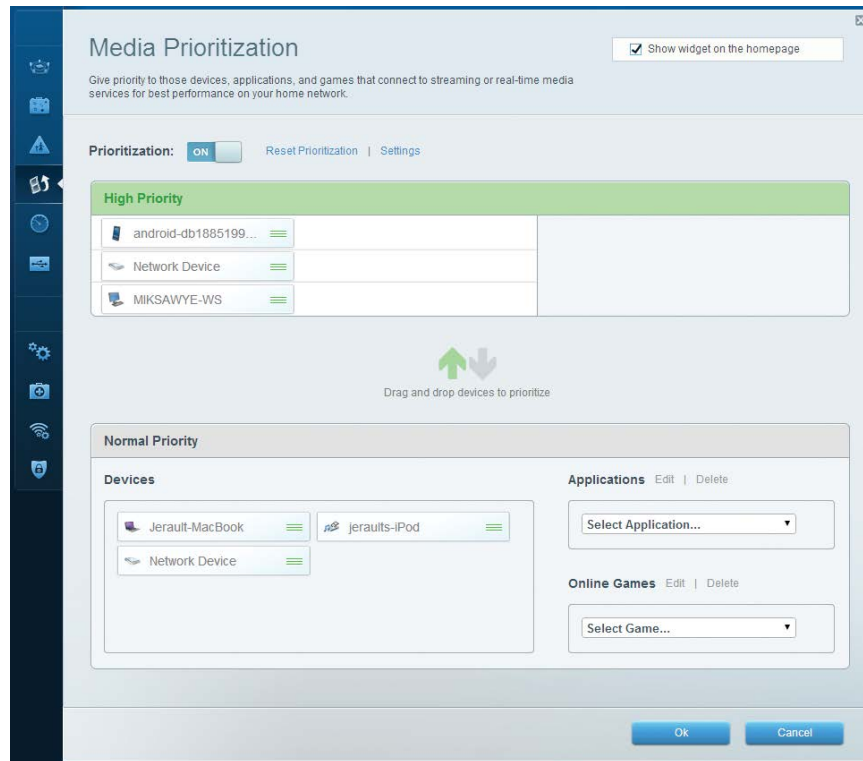 Media Prioritization
Show widget on the homepage
Give priority to those devices, applications, and games that connect to streaming or real-time media
services for best performance on your home network.
Prioritization: ON Reset Prioritization | Settings
High Priority
android-db1885199...
Network Device
MIKSAWYE-WS
Drag and drop devices to prioritize
Normal Priority
Devices
Jerault-MacBook
jeraults-iPod
Network Device
Applications Edit | Delete
Select Application...
Online Games Edit | Delete
Select Game...
Ok Cancel